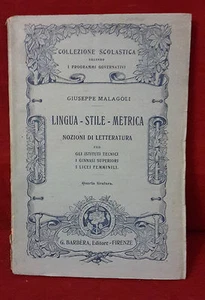 COLLEZIONE SCOLASTICA
SECONDO
I PROGRAMMI GOVERNATIVI
GIUSEPPE MALAGOLI
LINGUA - STILE - METRICA
NOZIONI DI LETTERATURA
PER
GLI ISTITUTI TECNICI
I GINNASI SUPERIORI
I LICEI FEMMINILI.
G. BARBÈRA, Editore - FIRENZE